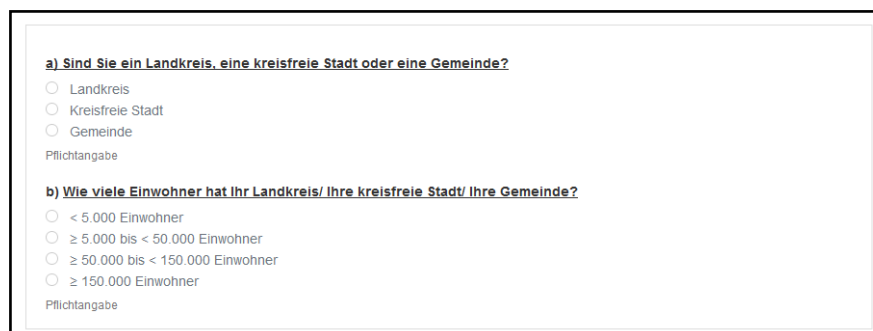 a) Sind Sie ein Landkreis, eine kreisfreie Stadt oder eine Gemeinde?
Landkreis
Kreisfreie Stadt
Gemeinde
Pflichtangabe
b) Wie viele Einwohner hat Ihr Landkreis/ Ihre kreisfreie Stadt/ Ihre Gemeinde?
< 5.000 Einwohner
≥ 5.000 bis < 50.000 Einwohner
≥ 50.000 bis < 150.000 Einwohner
≥ 150.000 Einwohner
Pflichtangabe